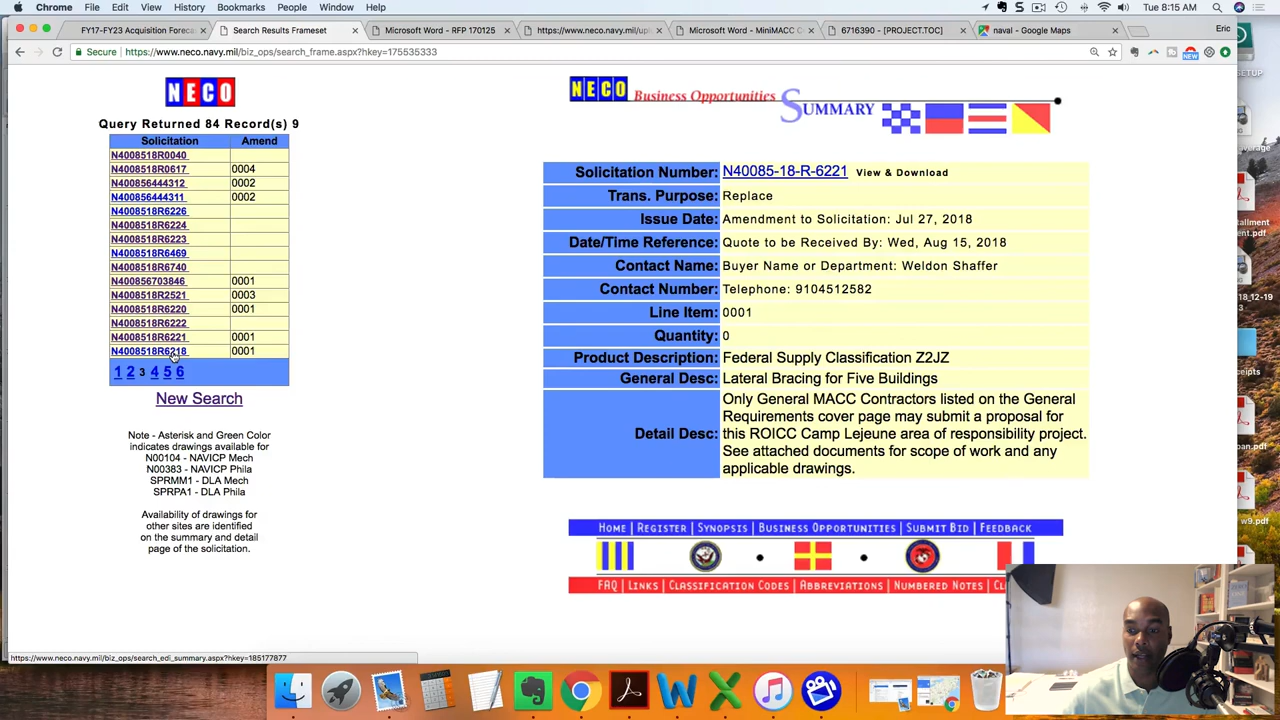 Chrome File Edit View History Bookmarks People Window Help
Tue 8:15 AM
FY17-FY23 Acquisition Foreca
Search Results Frameset
Microsoft Word - RFP 170125
https://www.neco.navy.mil/upl
Microsoft Word - MiniMACC C
6716390 - [PROJECT.TOC]
naval - Google Maps
Eric
Secure https://www.neco.navy.mil/biz_ops/search_frame.aspx?hkey=175535333
NEW
NECO
Query Returned 84 Record(s) 9
Solicitation Amend
N4008518R0040
N4008518R0617 0004
N400856444312 0002
N400856444311 0002
N4008518R6226
N4008518R6224
N4008518R6223
N4008518R6469
N4008518R6740
N400856703846 0001
N4008518R2521 0003
N4008518R6220 0001
N4008518R6222
N4008518R6221 0001
N4008518R6218 0001
1 2 3 4 5 6
New Search
Note - Asterisk and Green Color
indicates drawings available for
N00104 - NAVICP Mech
N00383 - NAVICP Phila
SPRMM1 - DLA Mech
SPRPA1 - DLA Phila
Availability of drawings for
other sites are identified
on the summary and detail
page of the solicitation.
NECO Business Opportunities SUMMARY
Solicitation Number: N40085-18-R-6221 View & Download
Trans. Purpose: Replace
Issue Date: Amendment to Solicitation: Jul 27, 2018
Date/Time Reference: Quote to be Received By: Wed, Aug 15, 2018
Contact Name: Buyer Name or Department: Weldon Shaffer
Contact Number: Telephone: 9104512582
Line Item: 0001
Quantity: 0
Product Description: Federal Supply Classification Z2JZ
General Desc: Lateral Bracing for Five Buildings
Detail Desc: Only General MACC Contractors listed on the General
Requirements cover page may submit a proposal for
this ROICC Camp Lejeune area of responsibility project.
See attached documents for scope of work and any
applicable drawings.
HOME | REGISTER | SYNOPSIS | BUSINESS OPPORTUNITIES | SUBMIT BID | FEEDBACK
FAQ | LINKS | CLASSIFICATION CODES | ABBREVIATIONS | NUMBERED NOTES |
https://www.neco.navy.mil/biz_ops/search_edi_summary.aspx?hkey=185177877
SETUP
w9.pdf